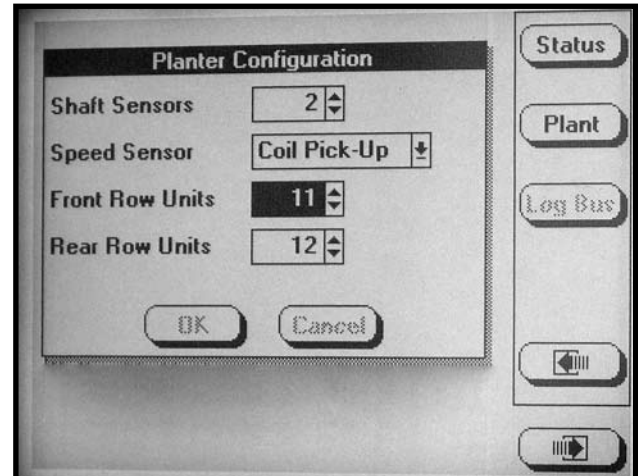 Planter Configuration
Shaft Sensors 2
Speed Sensor Coil Pick-Up
Front Row Units 11
Rear Row Units 12
OK Cancel
Status
Plant
Log Bus